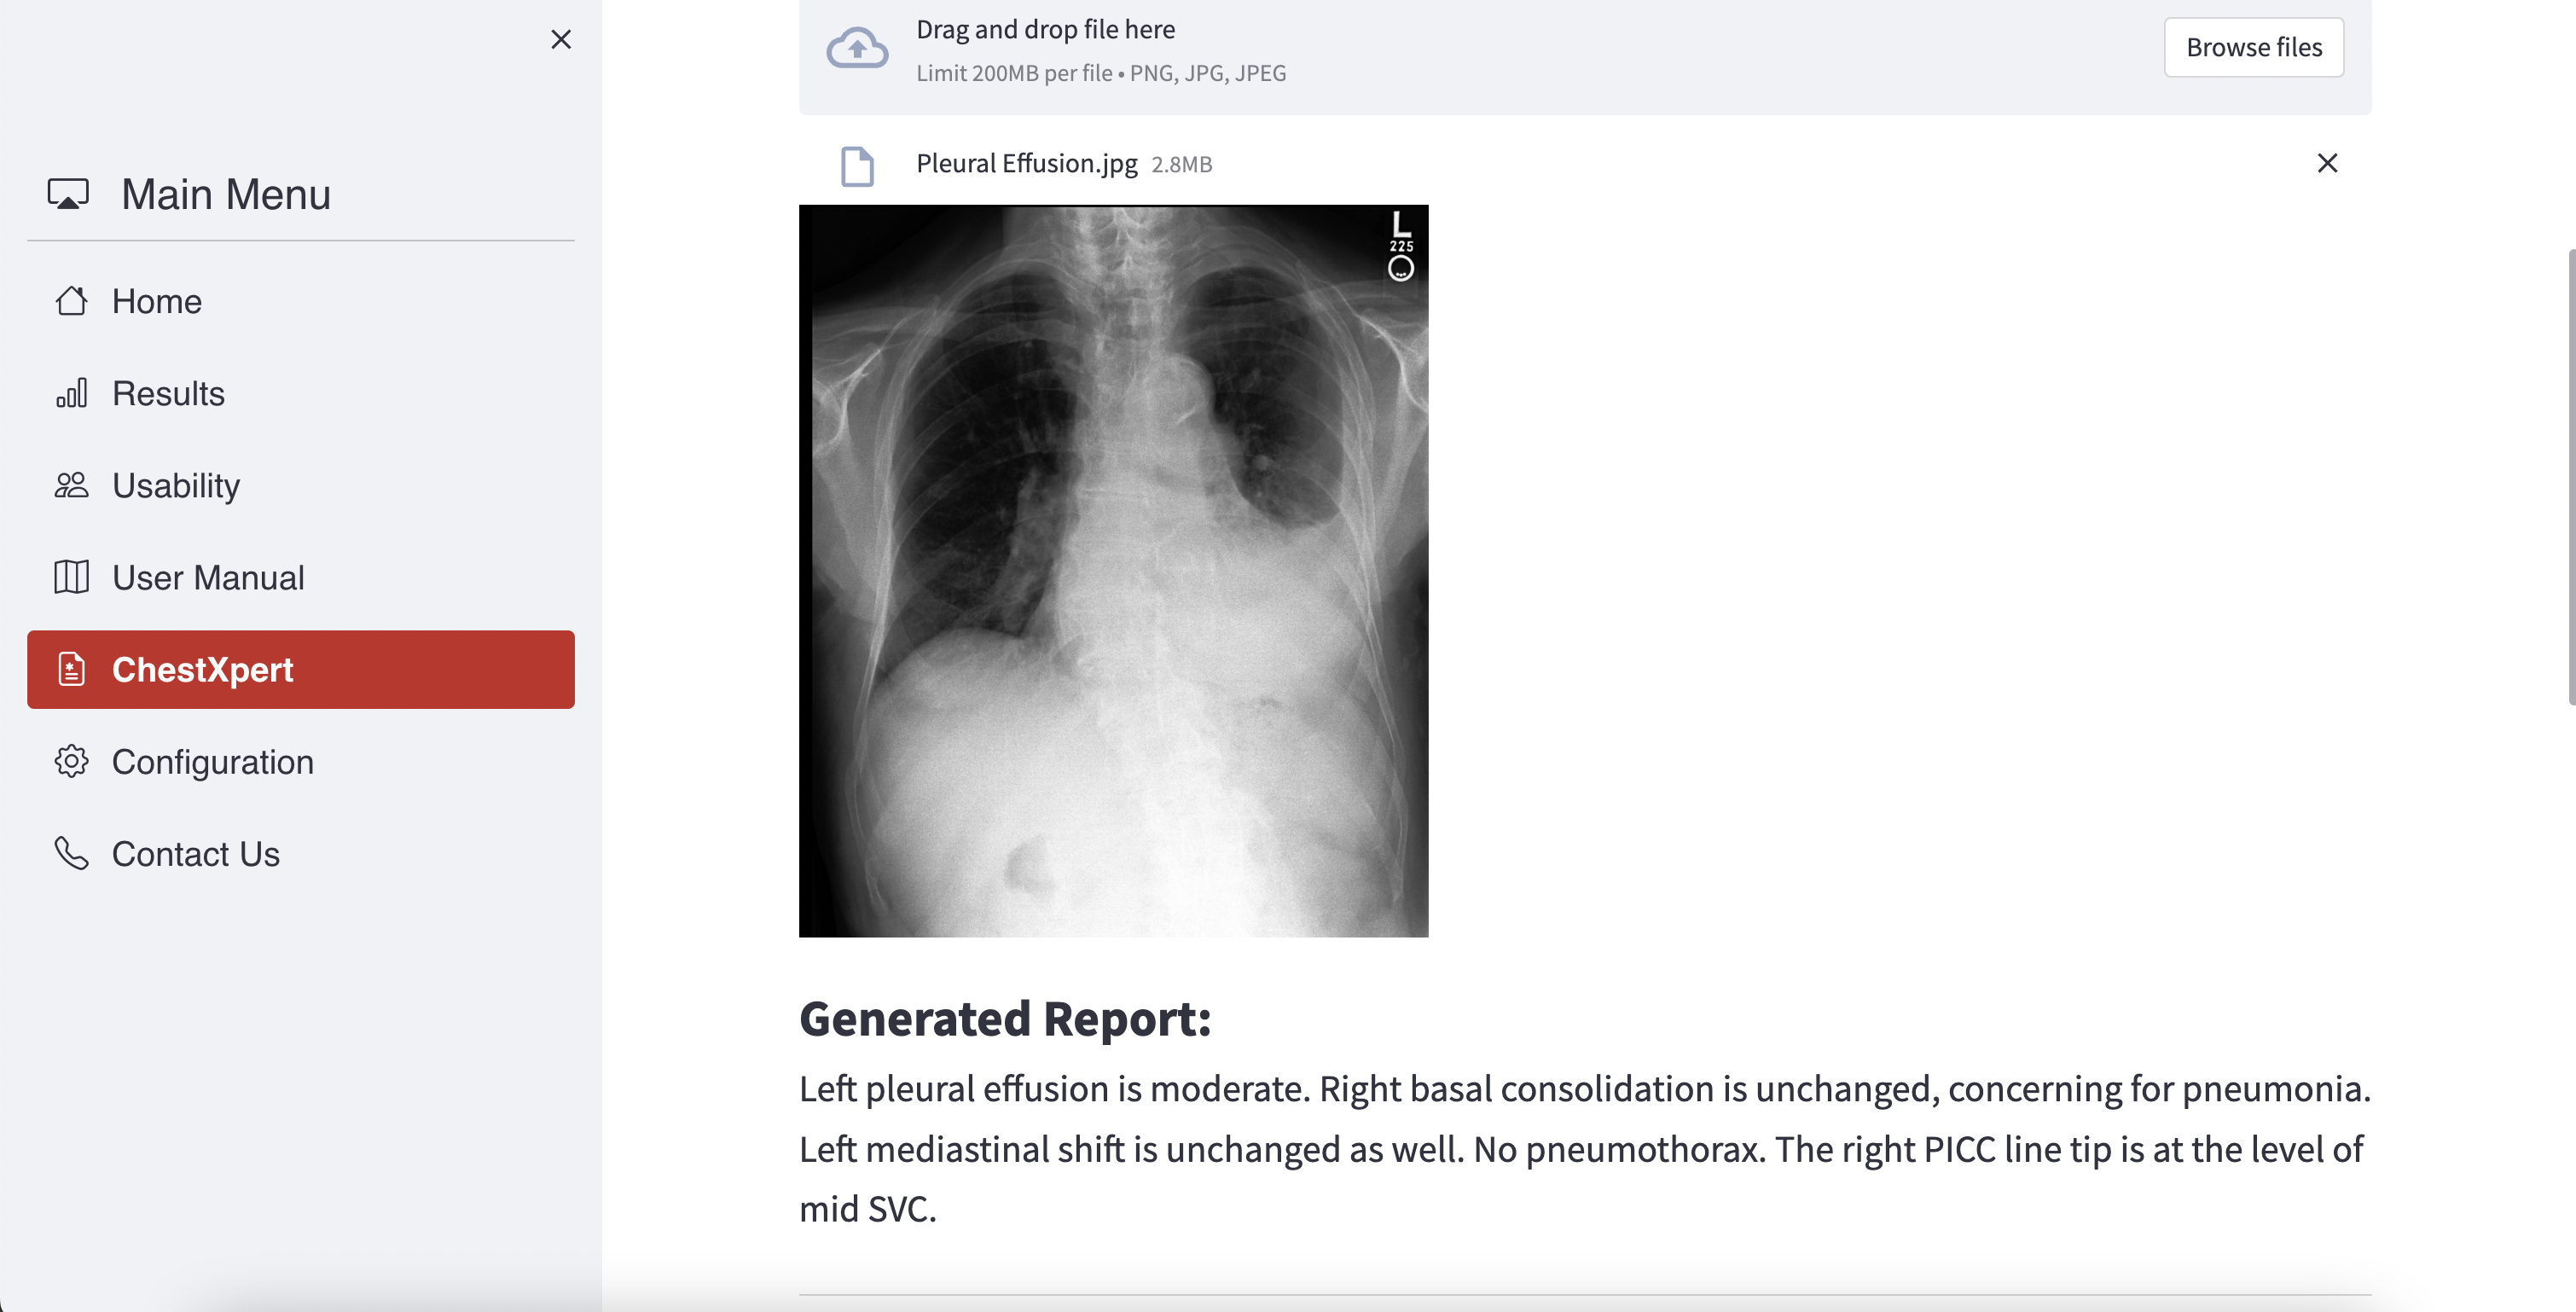 Main Menu
Home
Results
Usability
User Manual
ChestXpert
Configuration
Contact Us
Drag and drop file here
Limit 200MB per file • PNG, JPG, JPEG
Browse files
Pleural Effusion.jpg 2.8MB
L
225
Generated Report:
Left pleural effusion is moderate. Right basal consolidation is unchanged, concerning for pneumonia.
Left mediastinal shift is unchanged as well. No pneumothorax. The right PICC line tip is at the level of
mid SVC.